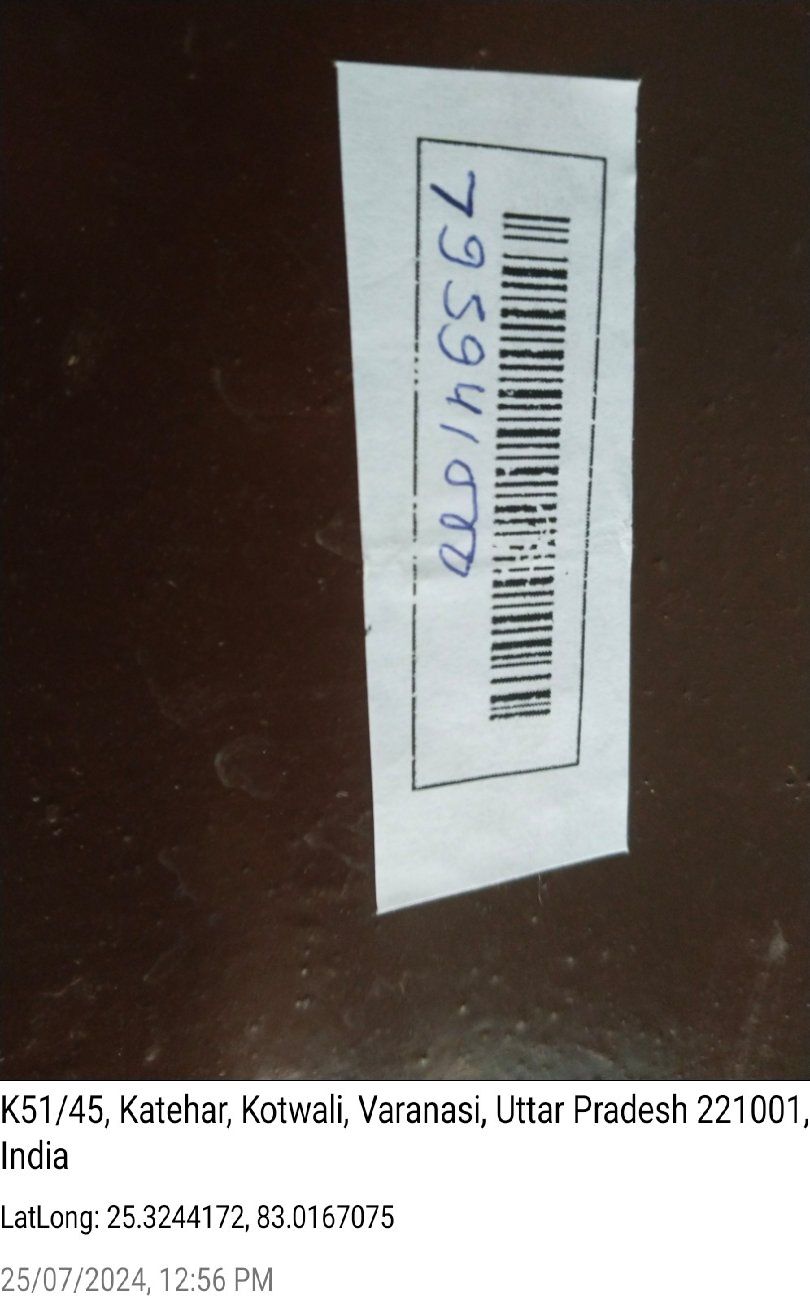 795941000
K51/45, Katehar, Kotwali, Varanasi, Uttar Pradesh 221001,
India
LatLong: 25.3244172, 83.0167075
25/07/2024, 12:56 PM